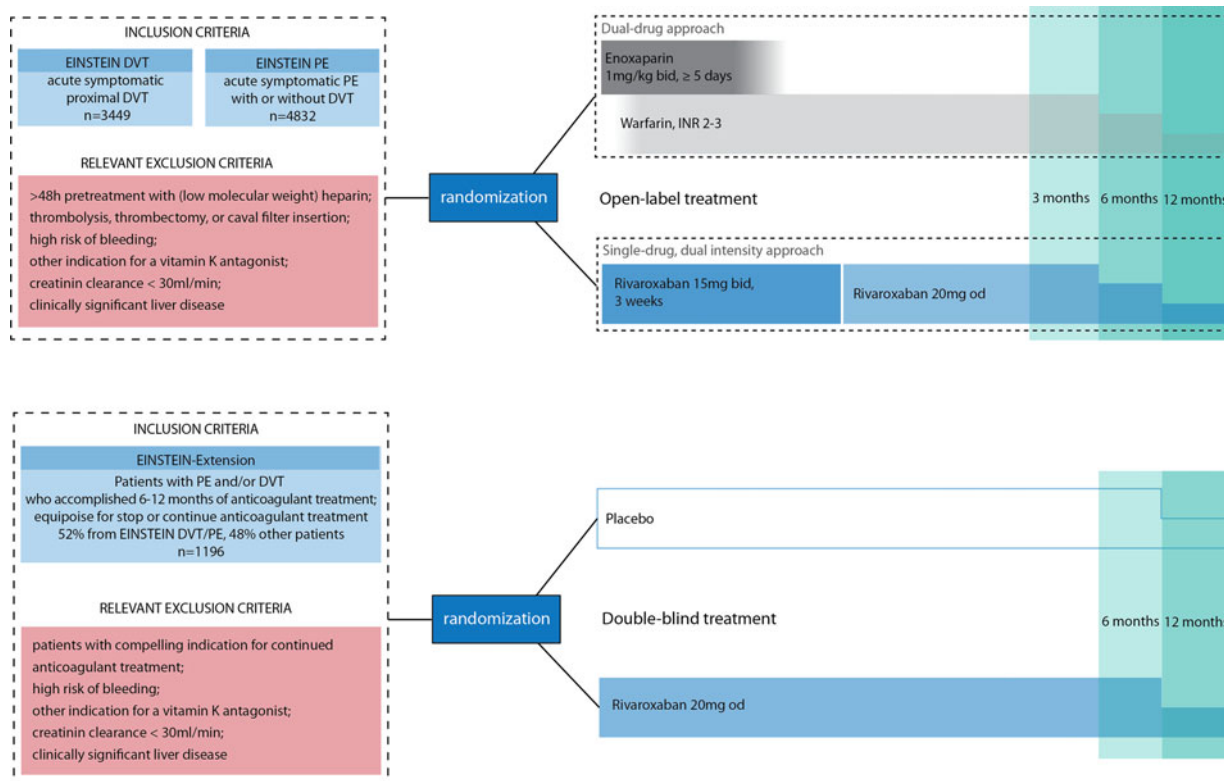 INCLUSION CRITERIA
EINSTEIN DVT
acute symptomatic
proximal DVT
n=3449
EINSTEIN PE
acute symptomatic PE
with or without DVT
n=4832
RELEVANT EXCLUSION CRITERIA
>48h pretreatment with (low molecular weight) heparin;
thrombolysis, thrombectomy, or caval filter insertion;
high risk of bleeding;
other indication for a vitamin K antagonist;
creatinin clearance < 30ml/min;
clinically significant liver disease
randomization
Dual-drug approach
Enoxaparin
1mg/kg bid, ≥ 5 days
Warfarin, INR 2-3
Open-label treatment
3 months
6 months
12 months
Single-drug, dual intensity approach
Rivaroxaban 15mg bid,
3 weeks
Rivaroxaban 20mg od
INCLUSION CRITERIA
EINSTEIN-Extension
Patients with PE and/or DVT
who accomplished 6-12 months of anticoagulant treatment;
equipoise for stop or continue anticoagulant treatment
52% from EINSTEIN DVT/PE, 48% other patients
n=1196
RELEVANT EXCLUSION CRITERIA
patients with compelling indication for continued
anticoagulant treatment;
high risk of bleeding;
other indication for a vitamin K antagonist;
creatinin clearance < 30ml/min;
clinically significant liver disease
randomization
Placebo
Double-blind treatment
6 months
12 months
Rivaroxaban 20mg od